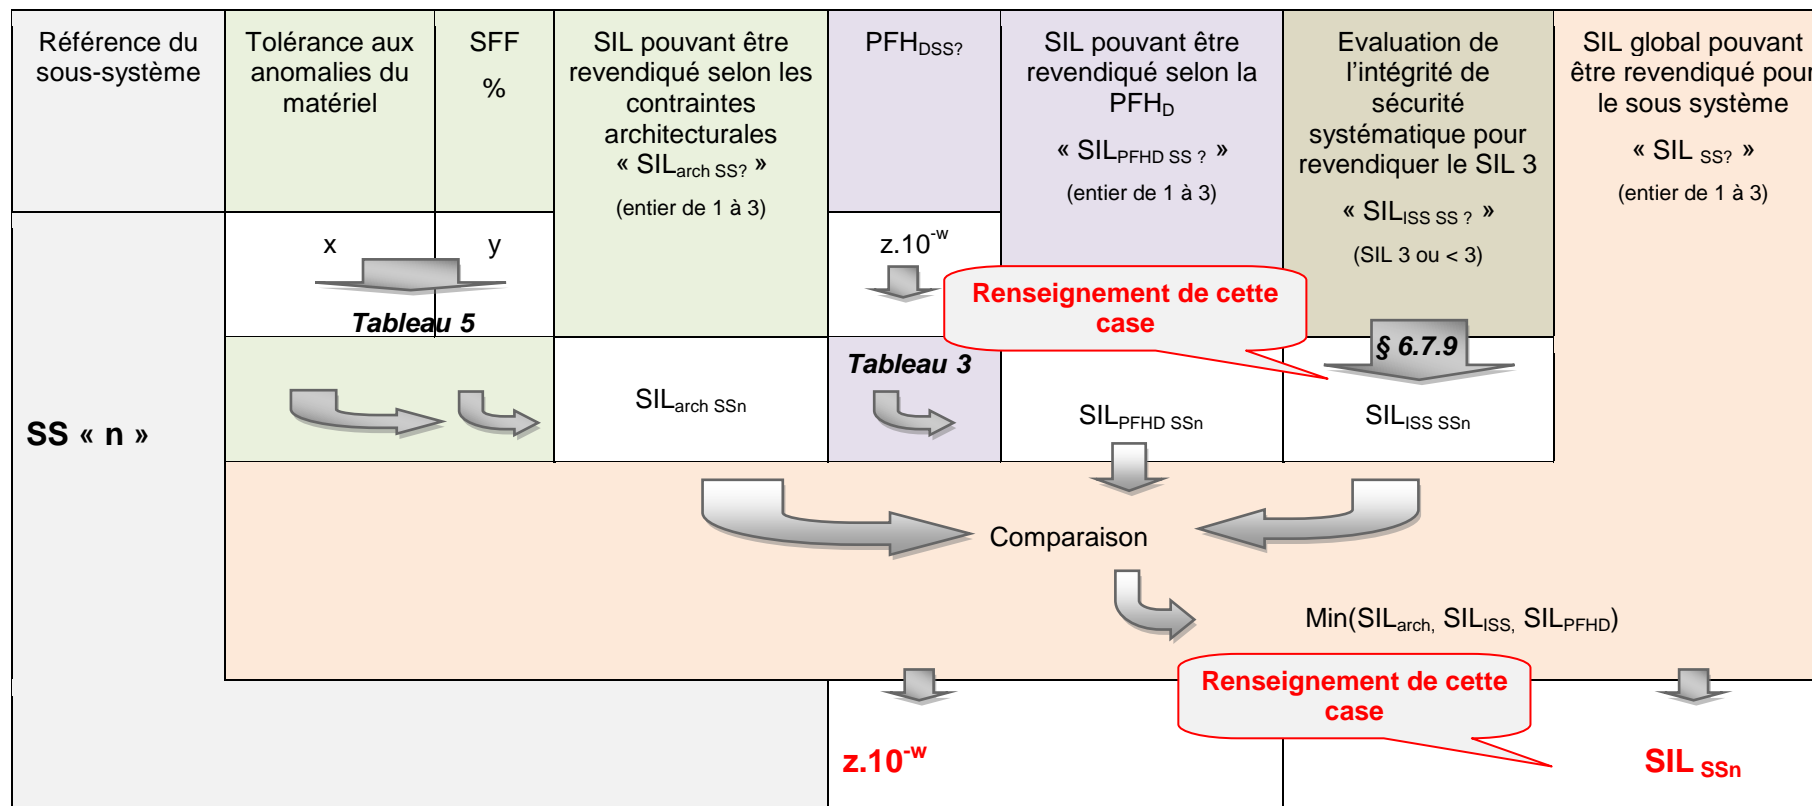 Référence du
sous-système
Tolérance aux
anomalies du
matériel
SFF
%
SIL pouvant être
revendiqué selon les
contraintes
architecturales
« SILarch SS? »
(entier de 1 à 3)
PFHDSS?
SIL pouvant être
revendiqué selon la
PFHD
« SILPFHD SS ? »
(entier de 1 à 3)
Evaluation de
l'intégrité de
sécurité
systématique pour
revendiquer le SIL 3
« SILISS SS ? »
(SIL 3 ou < 3)
SIL global pouvant
être revendiqué pour
le sous système
« SIL SS? »
(entier de 1 à 3)
x
y
Tableau 5
z.10-w
Renseignement de cette
case
§ 6.7.9
SS « n »
SILarch SSn
Tableau 3
SILPFHD SSn
SILISS SSn
Comparaison
Min(SILarch, SILISS, SILPFHD)
Renseignement de cette
case
z.10-w
SIL SSn